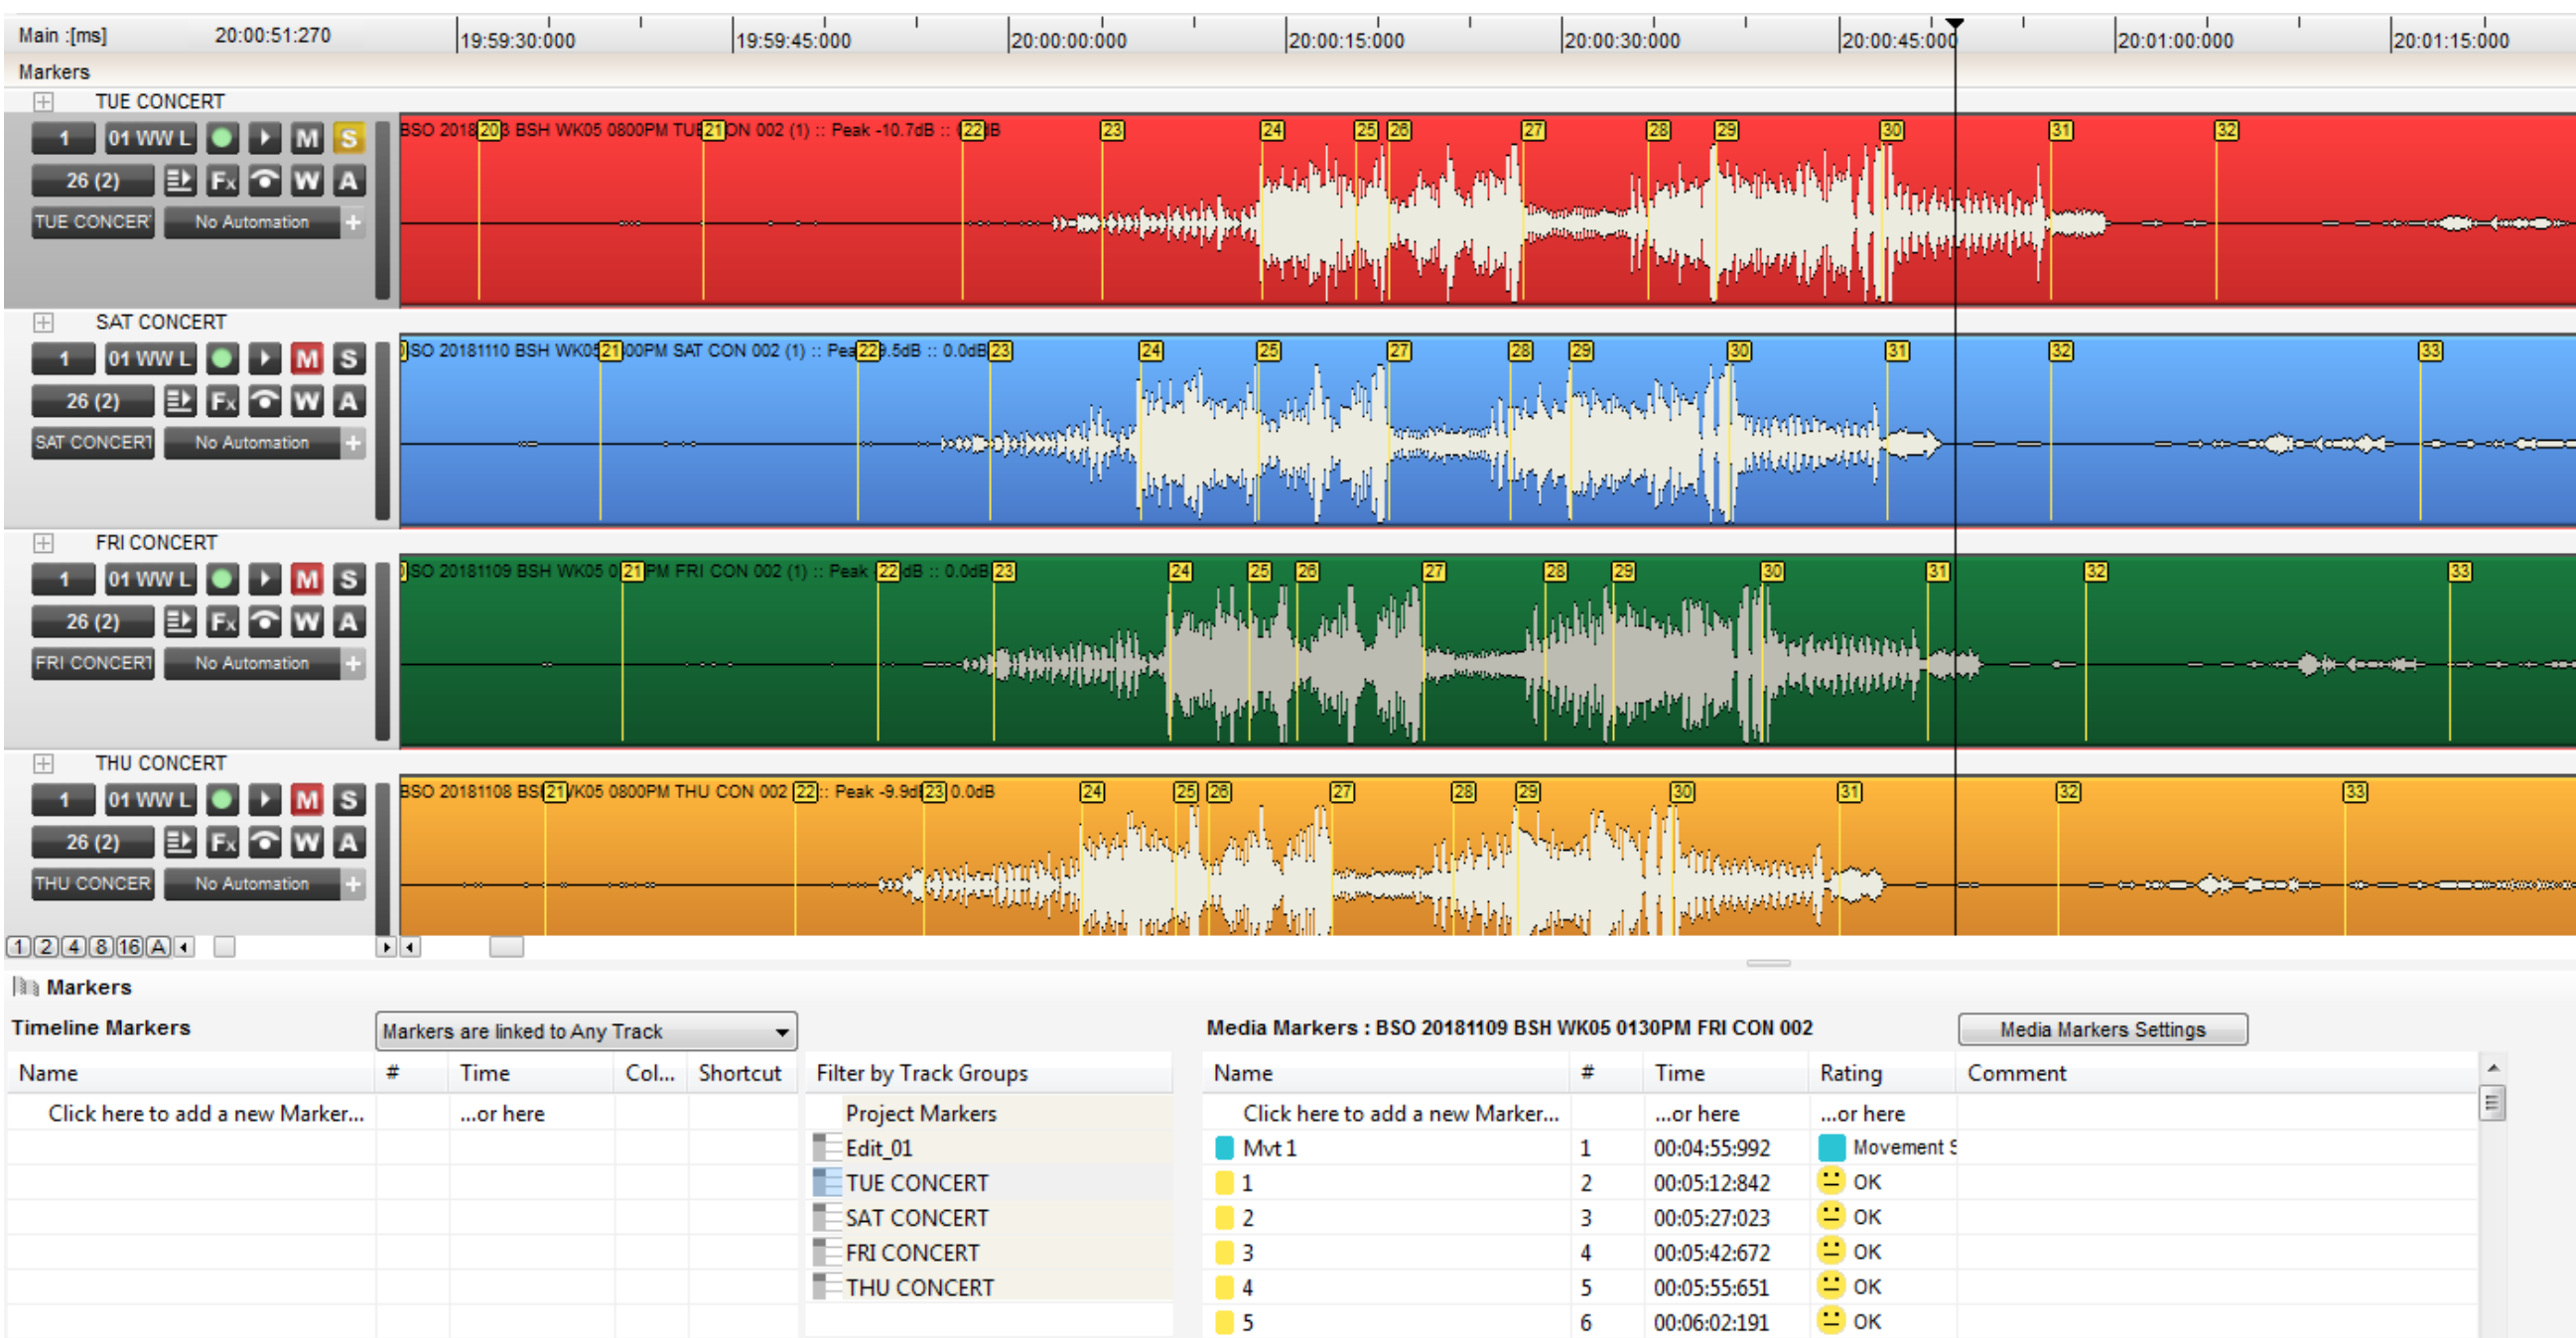 Main :[ms] 20:00:51:270 19:59:30:000 19:59:45:000 20:00:00:000 20:00:15:000 20:00:30:000 20:00:45:000 20:01:00:000 20:01:15:000
Markers
TUE CONCERT
1 01 WW L M S
BSO 2018 20 3 BSH WK05 0800PM TUE 21 ON 002 (1) :: Peak -10.7dB :: 22 dB 23 24 25 26 27 28 29 30 31 32
26 (2) Fx W A
TUE CONCER No Automation +
SAT CONCERT
1 01 WW L M S
SO 20181110 BSH WK05 21 00PM SAT CON 002 (1) :: Pea 22 9.5dB :: 0.0dB 23 24 25 27 28 29 30 31 32 33
26 (2) Fx W A
SAT CONCERT No Automation +
FRI CONCERT
1 01 WW L M S
SO 20181109 BSH WK05 0 21 PM FRI CON 002 (1) :: Peak 22 dB :: 0.0dB 23 24 25 26 27 28 29 30 31 32 33
26 (2) Fx W A
FRI CONCERT No Automation +
THU CONCERT
1 01 WW L M S
BSO 20181108 BS 21 WK05 0800PM THU CON 002 22 :: Peak -9.9d 23 0.0dB 24 25 26 27 28 29 30 31 32 33
26 (2) Fx W A
THU CONCER No Automation +
1 2 4 8 16 A
Markers
Timeline Markers Markers are linked to Any Track
Name # Time Col... Shortcut
Click here to add a new Marker... ...or here
Filter by Track Groups
Project Markers
Edit_01
TUE CONCERT
SAT CONCERT
FRI CONCERT
THU CONCERT
Media Markers : BSO 20181109 BSH WK05 0130PM FRI CON 002 Media Markers Settings
Name # Time Rating Comment
Click here to add a new Marker... ...or here ...or here
Mvt 1 1 00:04:55:992 Movement S
1 2 00:05:12:842 OK
2 3 00:05:27:023 OK
3 4 00:05:42:672 OK
4 5 00:05:55:651 OK
5 6 00:06:02:191 OK